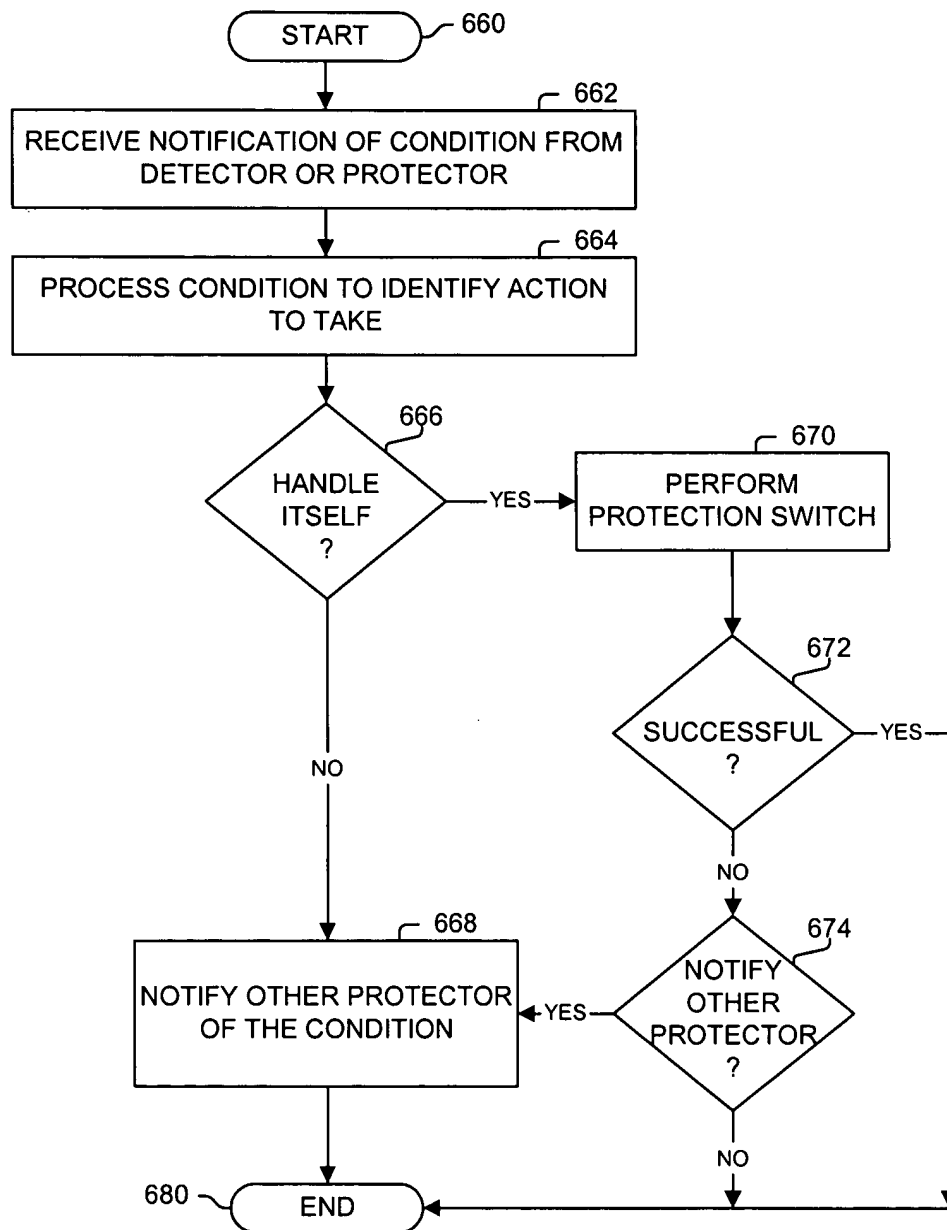 START
660
662
RECEIVE NOTIFICATION OF CONDITION FROM
DETECTOR OR PROTECTOR
664
PROCESS CONDITION TO IDENTIFY ACTION
TO TAKE
666
HANDLE
ITSELF
?
YES
670
PERFORM
PROTECTION SWITCH
672
SUCCESSFUL
?
YES
NO
NO
668
NOTIFY OTHER PROTECTOR
OF THE CONDITION
674
NOTIFY
OTHER
PROTECTOR
?
YES
NO
680
END